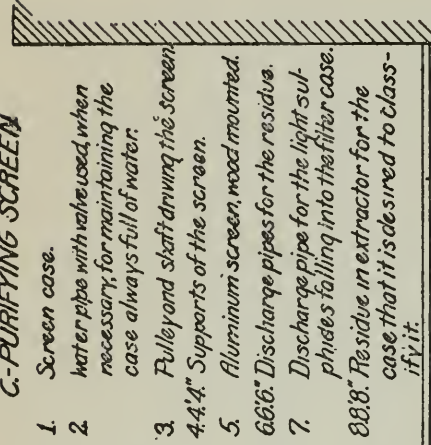 C.-PURIFYING SCREEN
1. Screen case.
2. Water pipe with valve used, when
necessary, for maintaining the
case always full of water.
3. Pulley and shaft driving the screen.
4.4'.4." Supports of the screen.
5. Aluminum screen, wood mounted.
6.6'.6." Discharge pipes for the residue.
7. Discharge pipe for the light sul-
phides falling into the filter case.
8.8'.8." Residue in extractor for the
case that it is desired to class-
ify it.